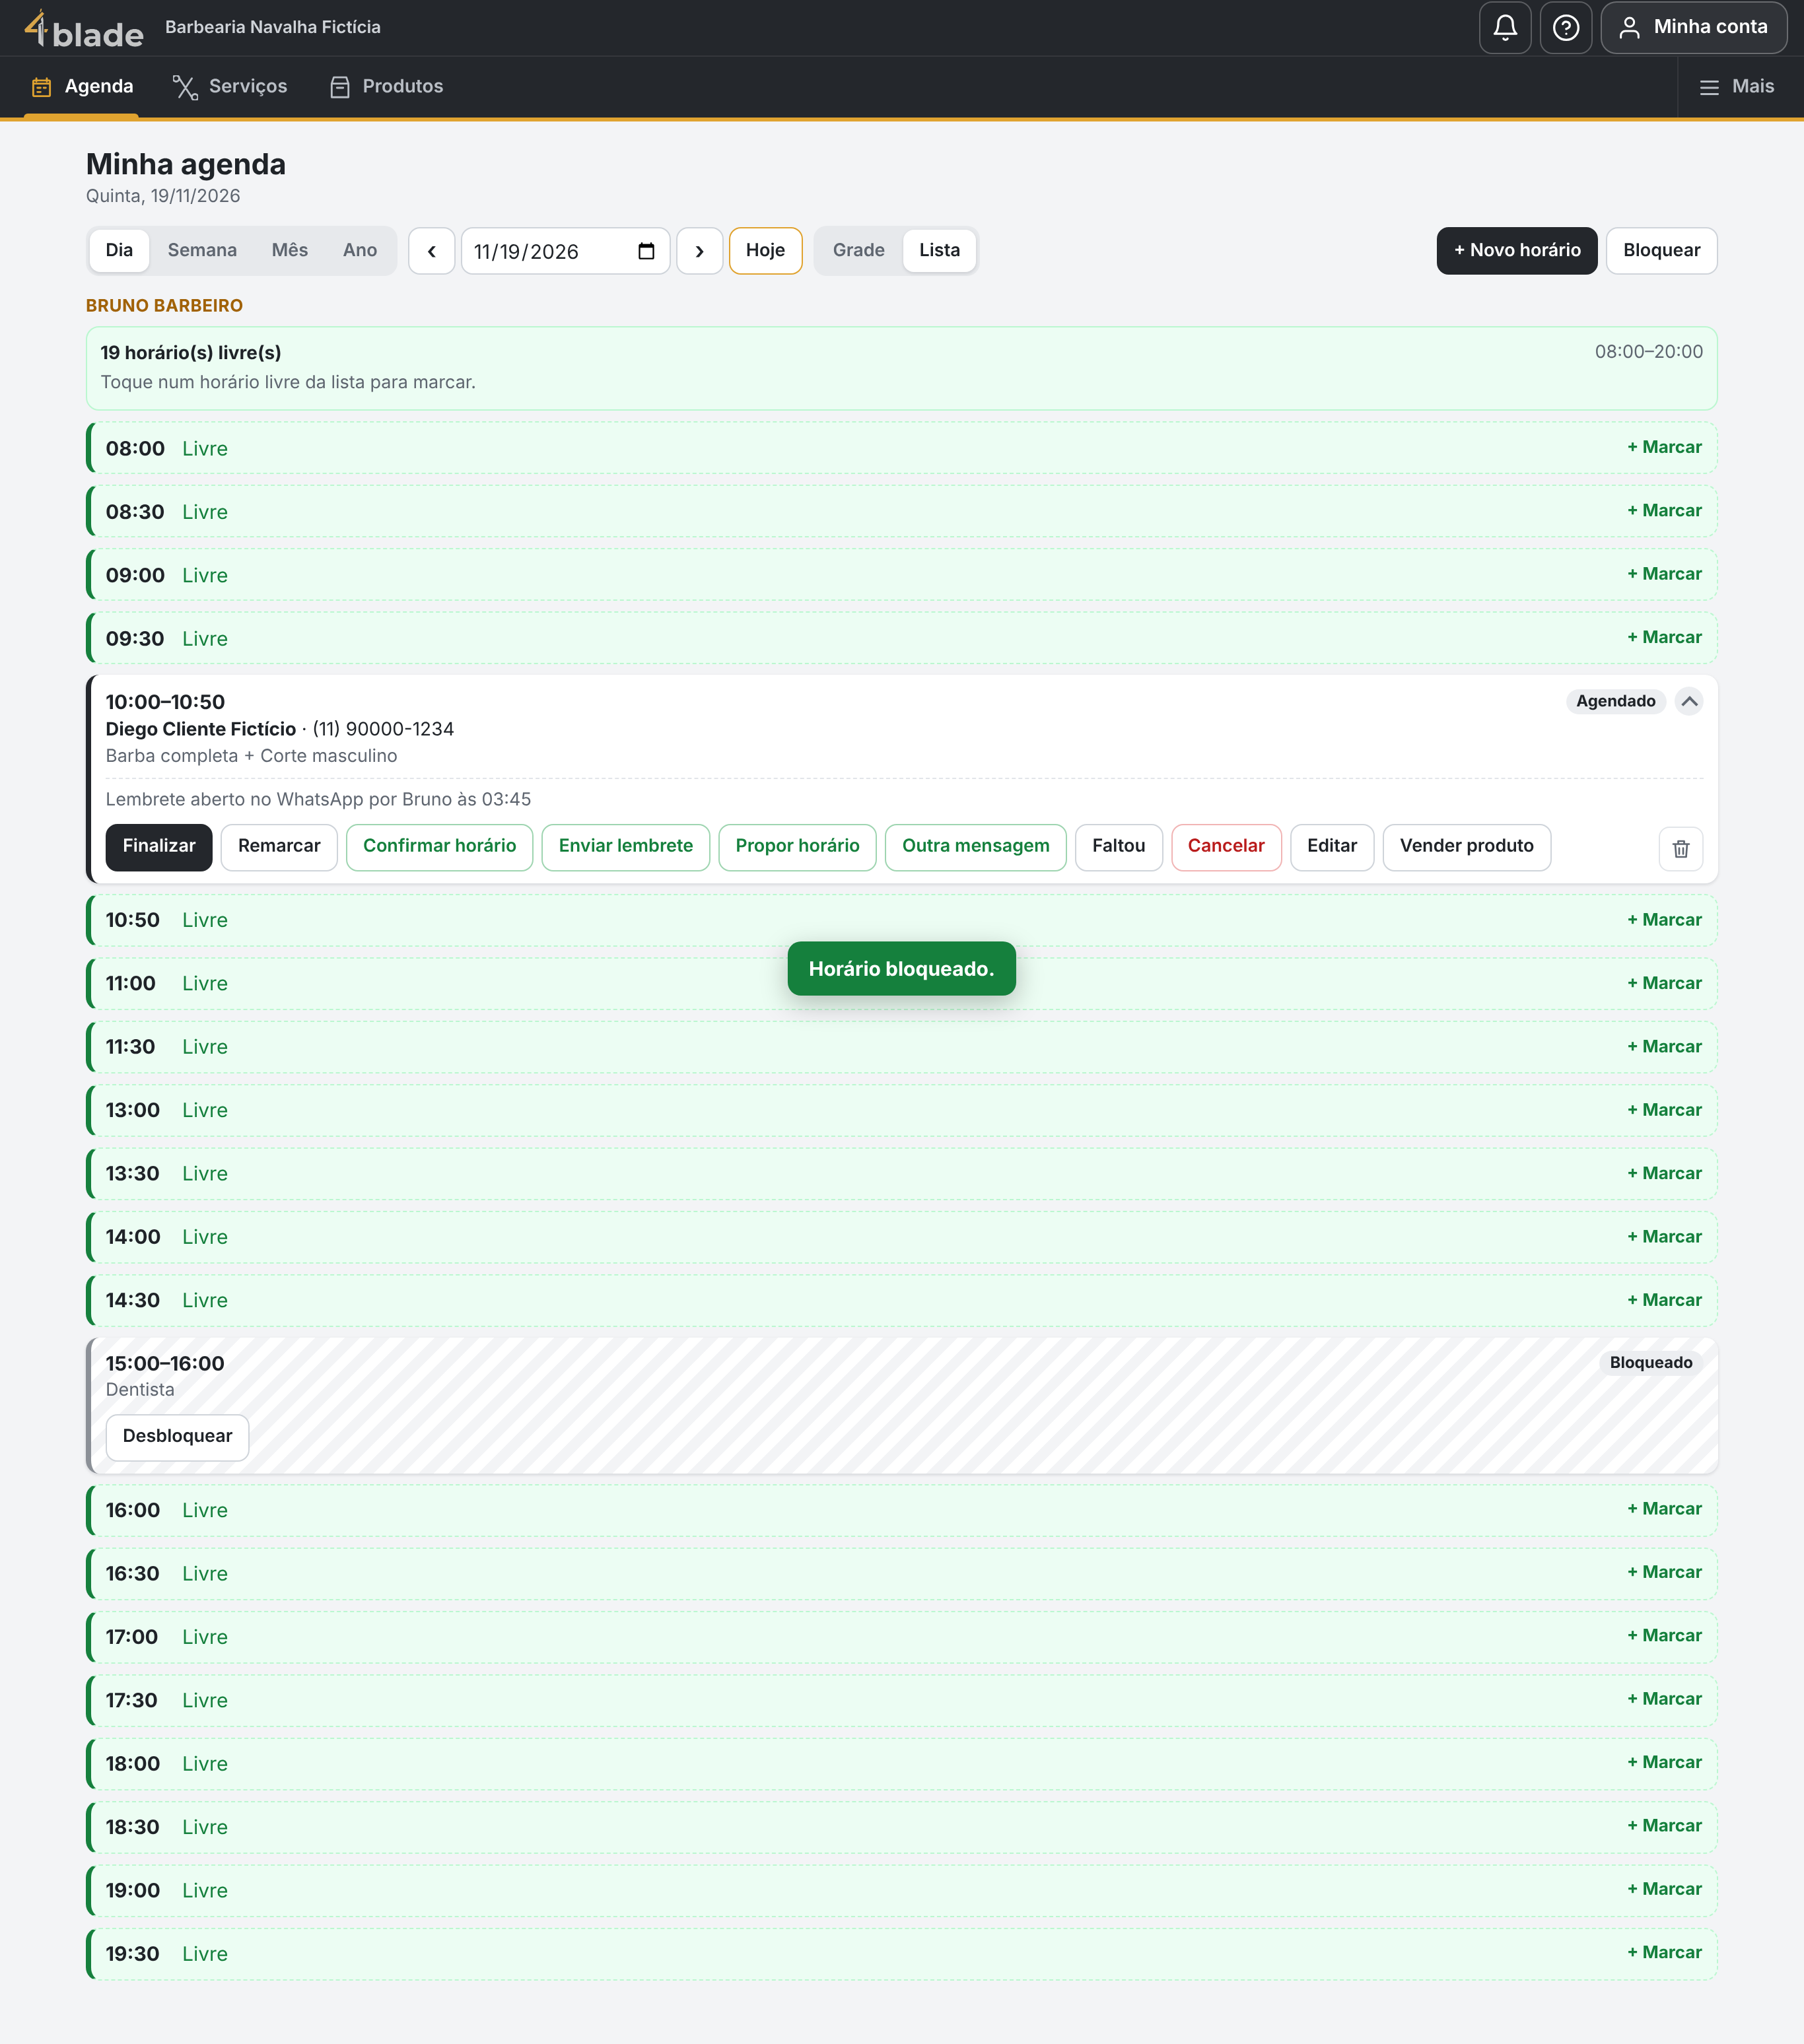 4blade Barbearia Navalha Fictícia Minha conta
Agenda Serviços Produtos Mais
Minha agenda
Quinta, 19/11/2026
Dia Semana Mês Ano 11/19/2026 Hoje Grade Lista + Novo horário Bloquear
BRUNO BARBEIRO
19 horário(s) livre(s) 08:00–20:00
Toque num horário livre da lista para marcar.
08:00 Livre + Marcar
08:30 Livre + Marcar
09:00 Livre + Marcar
09:30 Livre + Marcar
10:00–10:50 Agendado
Diego Cliente Fictício · (11) 90000-1234
Barba completa + Corte masculino
Lembrete aberto no WhatsApp por Bruno às 03:45
Finalizar Remarcar Confirmar horário Enviar lembrete Propor horário Outra mensagem Faltou Cancelar Editar Vender produto
10:50 Livre + Marcar
Horário bloqueado.
11:00 Livre + Marcar
11:30 Livre + Marcar
13:00 Livre + Marcar
13:30 Livre + Marcar
14:00 Livre + Marcar
14:30 Livre + Marcar
15:00–16:00 Bloqueado
Dentista
Desbloquear
16:00 Livre + Marcar
16:30 Livre + Marcar
17:00 Livre + Marcar
17:30 Livre + Marcar
18:00 Livre + Marcar
18:30 Livre + Marcar
19:00 Livre + Marcar
19:30 Livre + Marcar